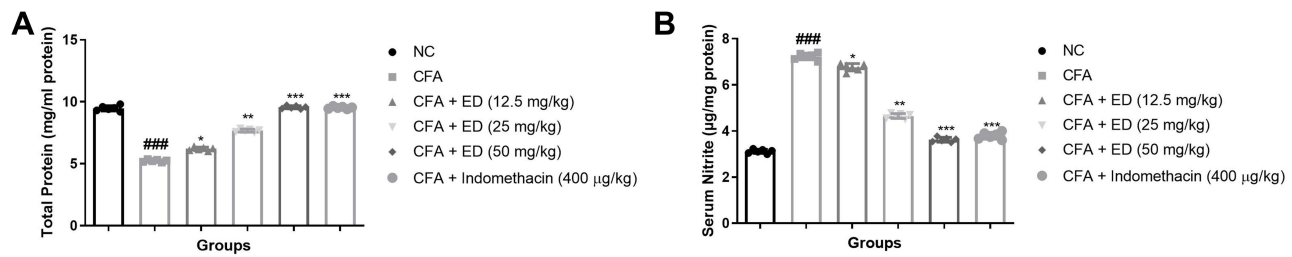 A
Total Protein (mg/ml protein)
15
10
5
0
###
*
**
***
***
Groups
NC
CFA
CFA + ED (12.5 mg/kg)
CFA + ED (25 mg/kg)
CFA + ED (50 mg/kg)
CFA + Indomethacin (400 μg/kg)
B
Serum Nitrite (μg/mg protein)
8
6
4
2
0
###
*
**
***
***
Groups
NC
CFA
CFA + ED (12.5 mg/kg)
CFA + ED (25 mg/kg)
CFA + ED (50 mg/kg)
CFA + Indomethacin (400 μg/kg)